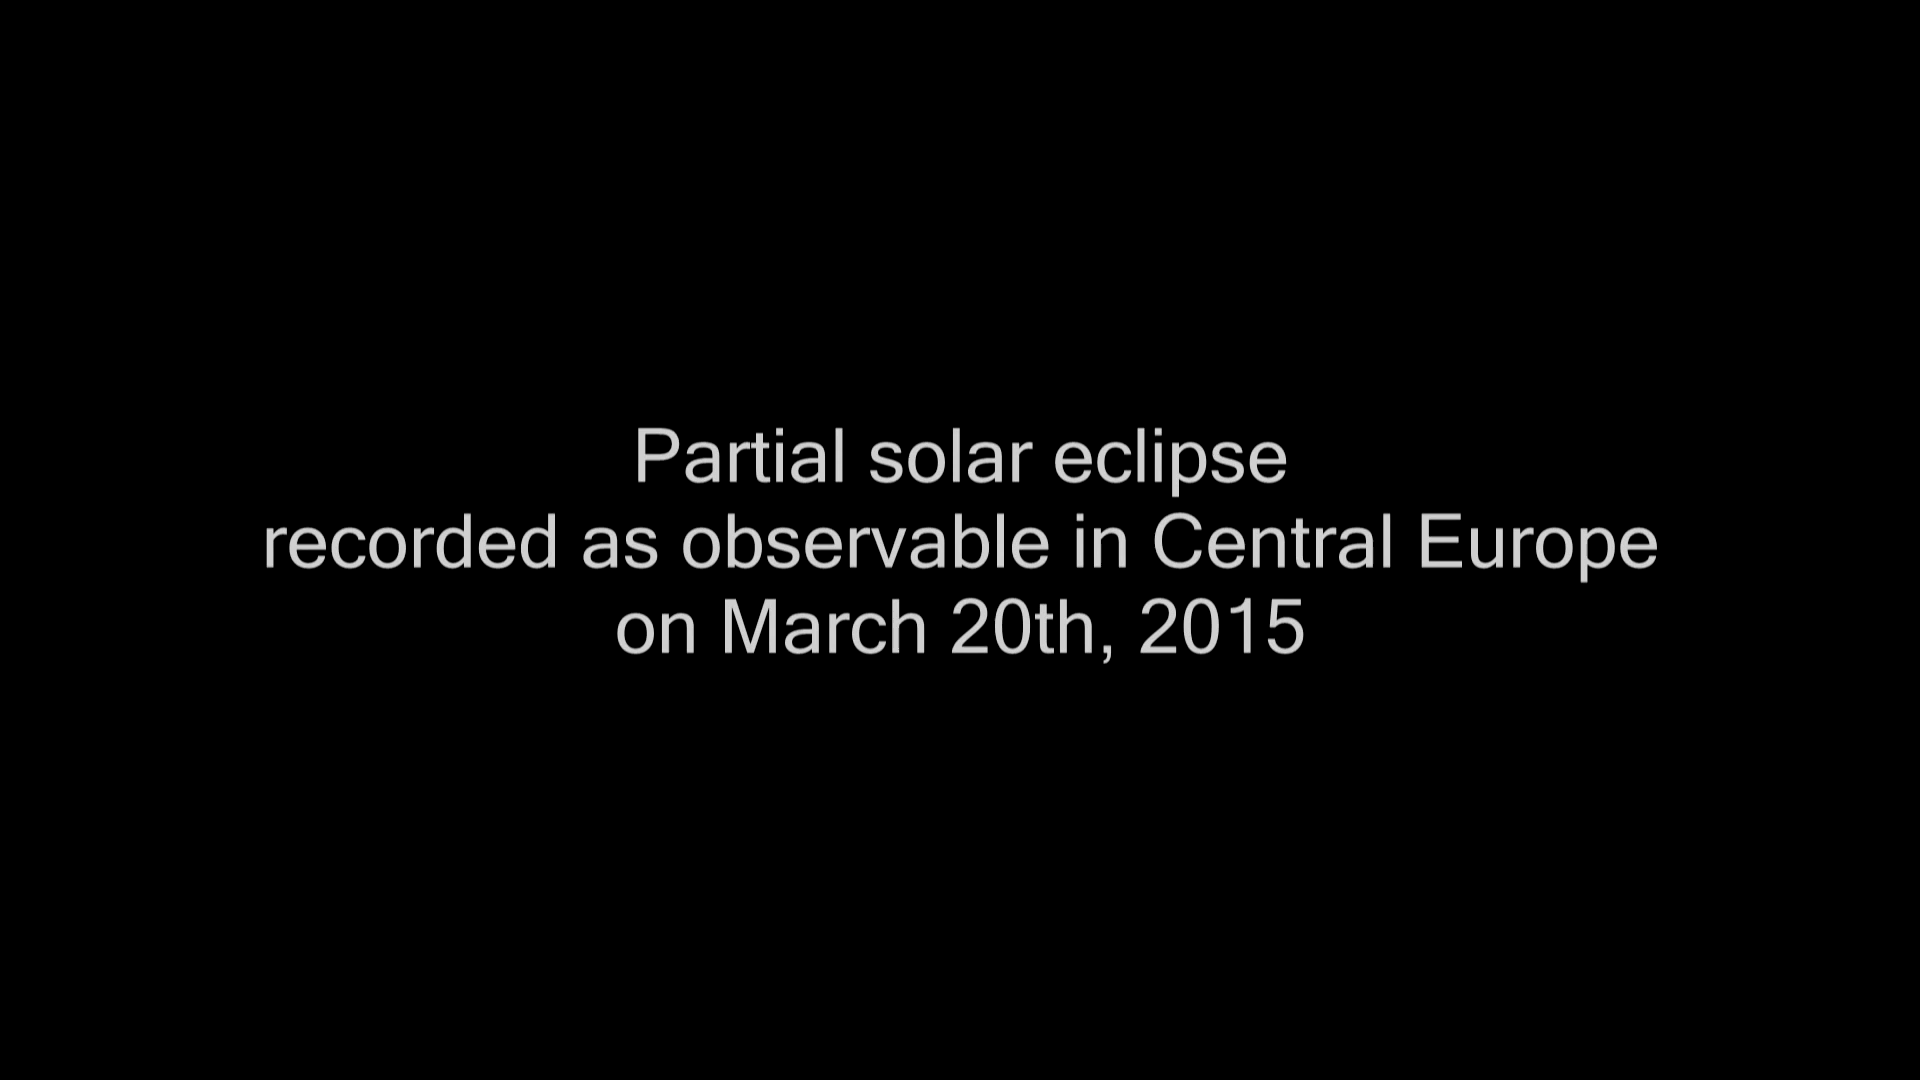 Partial solar eclipse
recorded as observable in Central Europe
on March 20th, 2015